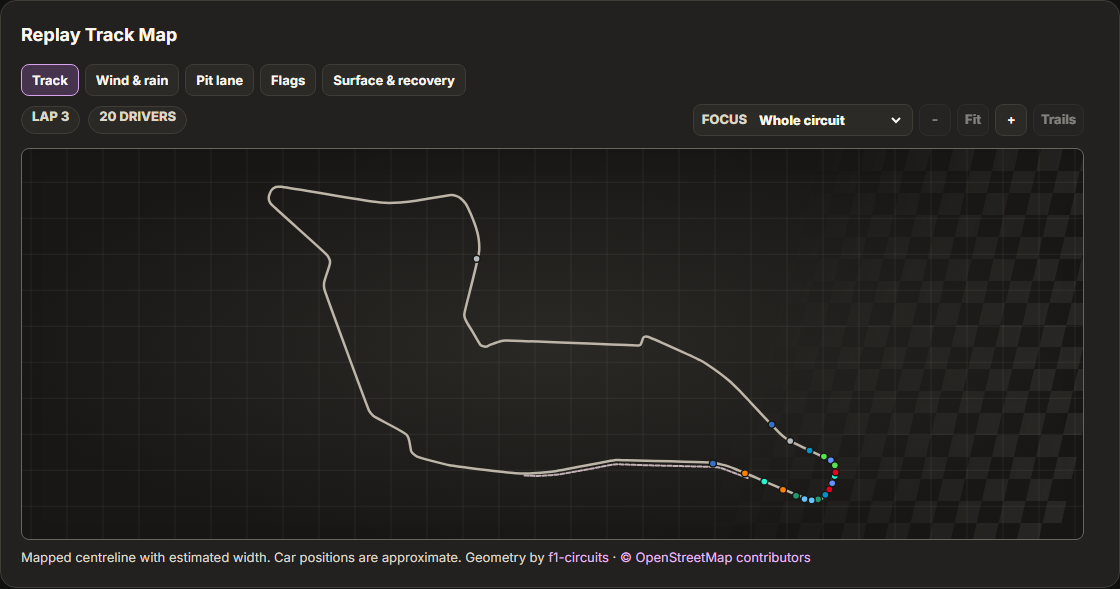 Replay Track Map
Track Wind & rain Pit lane Flags Surface & recovery
LAP 3 20 DRIVERS FOCUS Whole circuit - Fit + Trails
Mapped centreline with estimated width. Car positions are approximate. Geometry by f1-circuits · © OpenStreetMap contributors